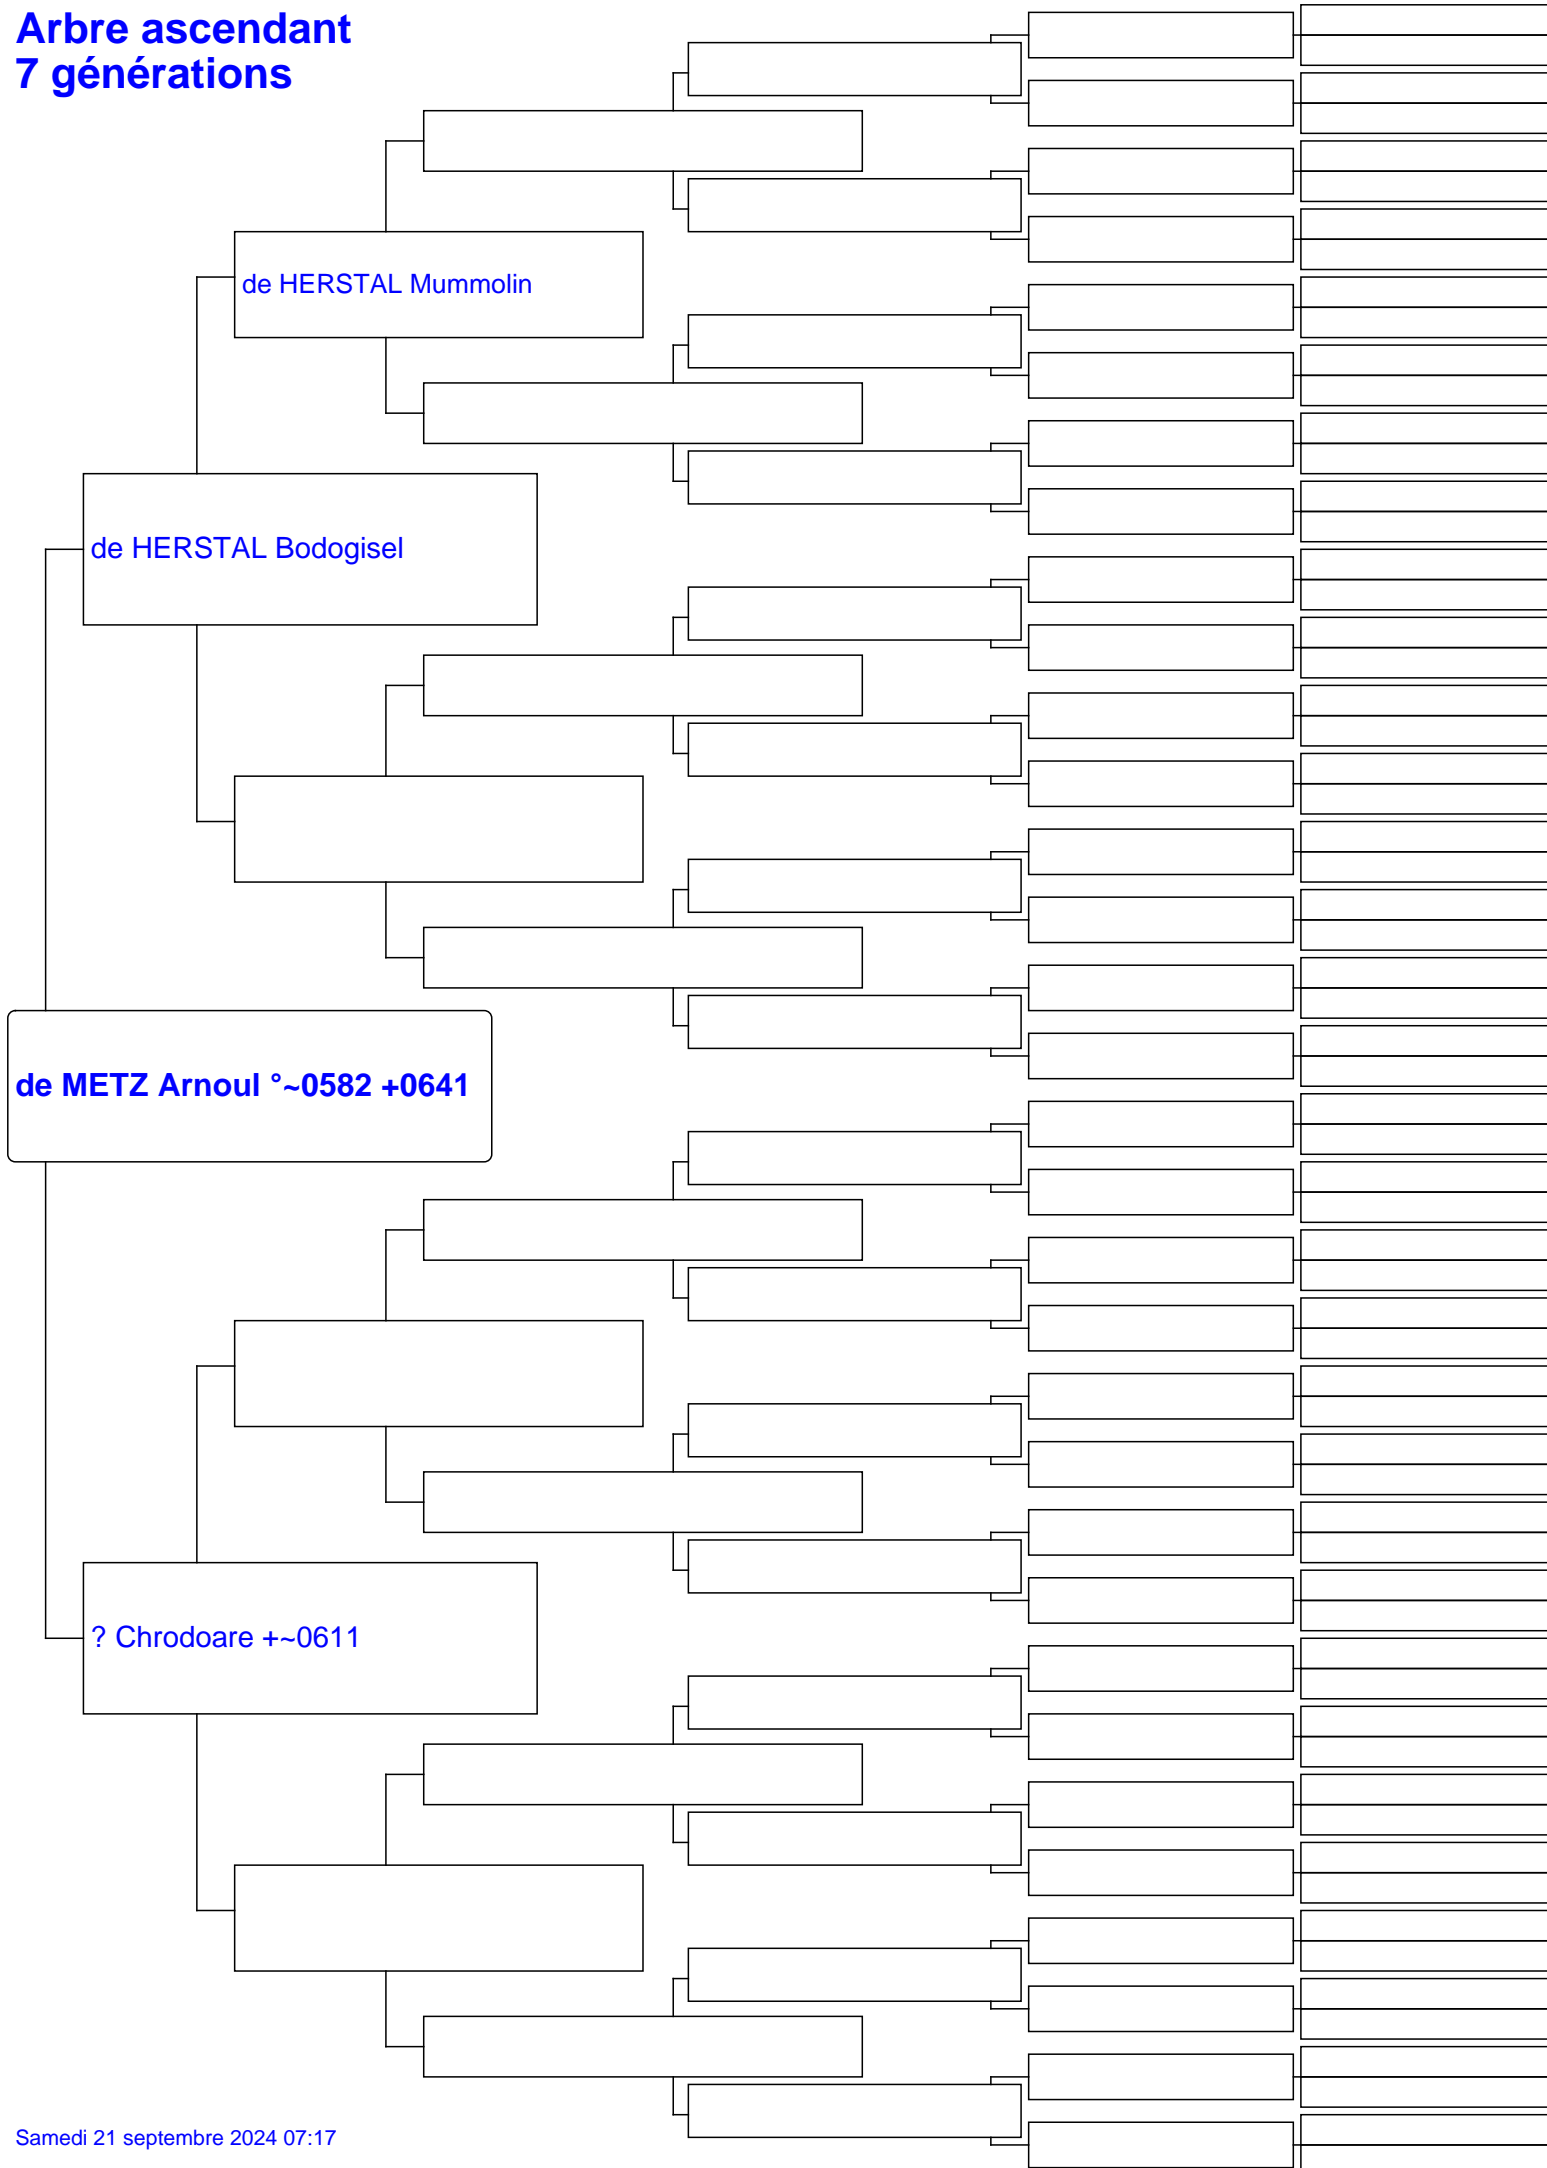 Arbre ascendant
7 générations
de HERSTAL Mummolin
de HERSTAL Bodogisel
de METZ Arnoul °~0582 +0641
? Chrodoare +~0611
Samedi 21 septembre 2024 07:17